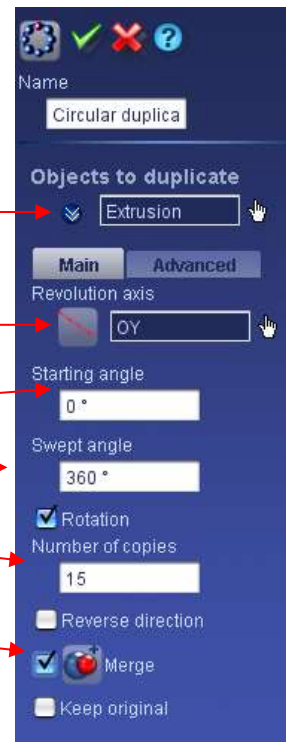 Name
Circular duplica
Objects to duplicate
Extrusion
Main Advanced
Revolution axis
OY
Starting angle
0 °
Swept angle
360 °
Rotation
Number of copies
15
Reverse direction
Merge
Keep original